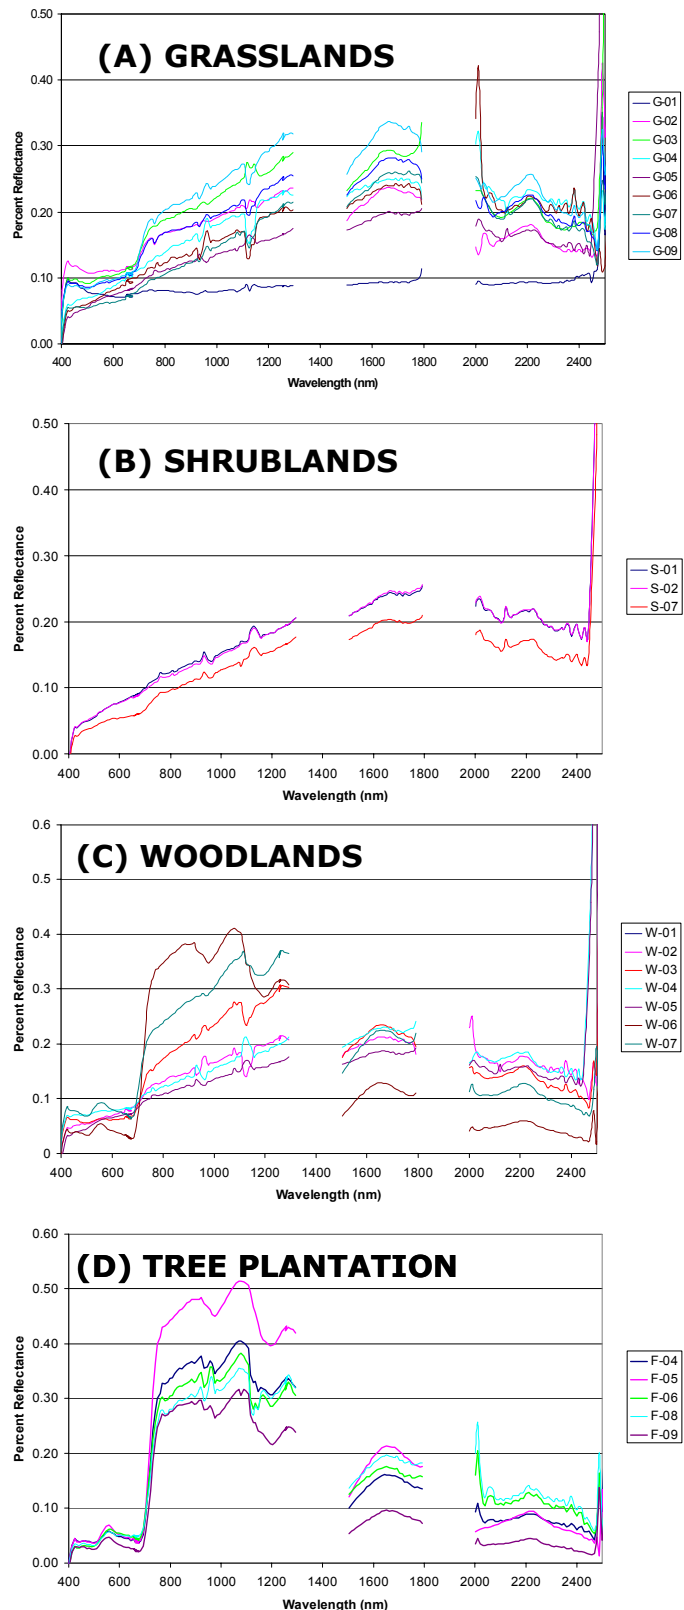 (A) GRASSLANDS
Percent Reflectance
0.50
0.40
0.30
0.20
0.10
0.00
400 600 800 1000 1200 1400 1600 1800 2000 2200 2400
Wavelength (nm)
G-01
G-02
G-03
G-04
G-05
G-06
G-07
G-08
G-09
(B) SHRUBLANDS
Percent Reflectance
0.50
0.40
0.30
0.20
0.10
0.00
400 600 800 1000 1200 1400 1600 1800 2000 2200 2400
Wavelength (nm)
S-01
S-02
S-07
(C) WOODLANDS
Percent Reflectance
0.6
0.5
0.4
0.3
0.2
0.1
0
400 600 800 1000 1200 1400 1600 1800 2000 2200 2400
Wavelength (nm)
W-01
W-02
W-03
W-04
W-05
W-06
W-07
(D) TREE PLANTATION
Percent Reflectance
0.60
0.50
0.40
0.30
0.20
0.10
0.00
400 600 800 1000 1200 1400 1600 1800 2000 2200 2400
Wavelength (nm)
F-04
F-05
F-06
F-08
F-09